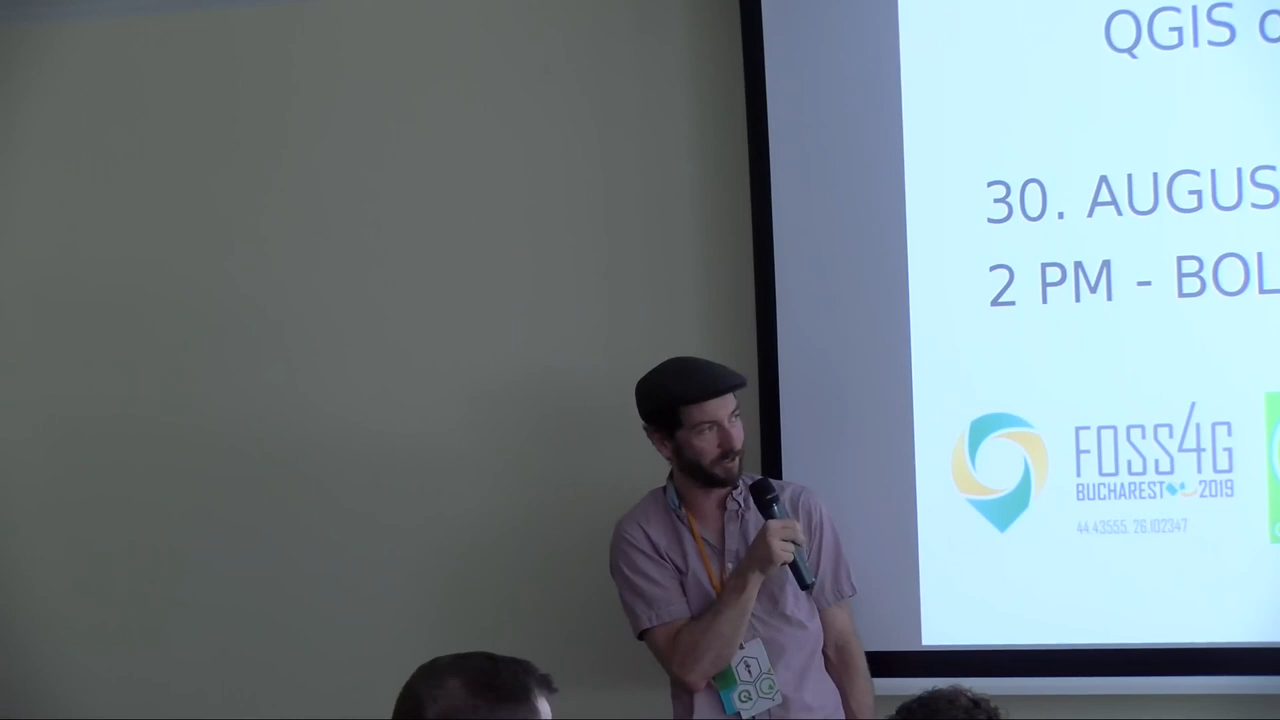 QGIS
30. AUGUS
2 PM - BOL
FOSS4G
BUCHAREST 2019
44.43555, 26.102347